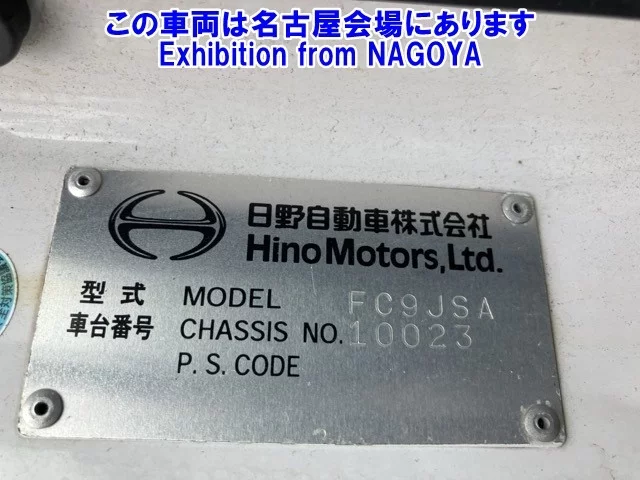 この車両は名古屋会場にあります
Exhibition from NAGOYA
日野自動車株式会社
Hino Motors, Ltd.
型式 MODEL FC9JSA
車台番号 CHASSIS NO. 10023
P. S. CODE